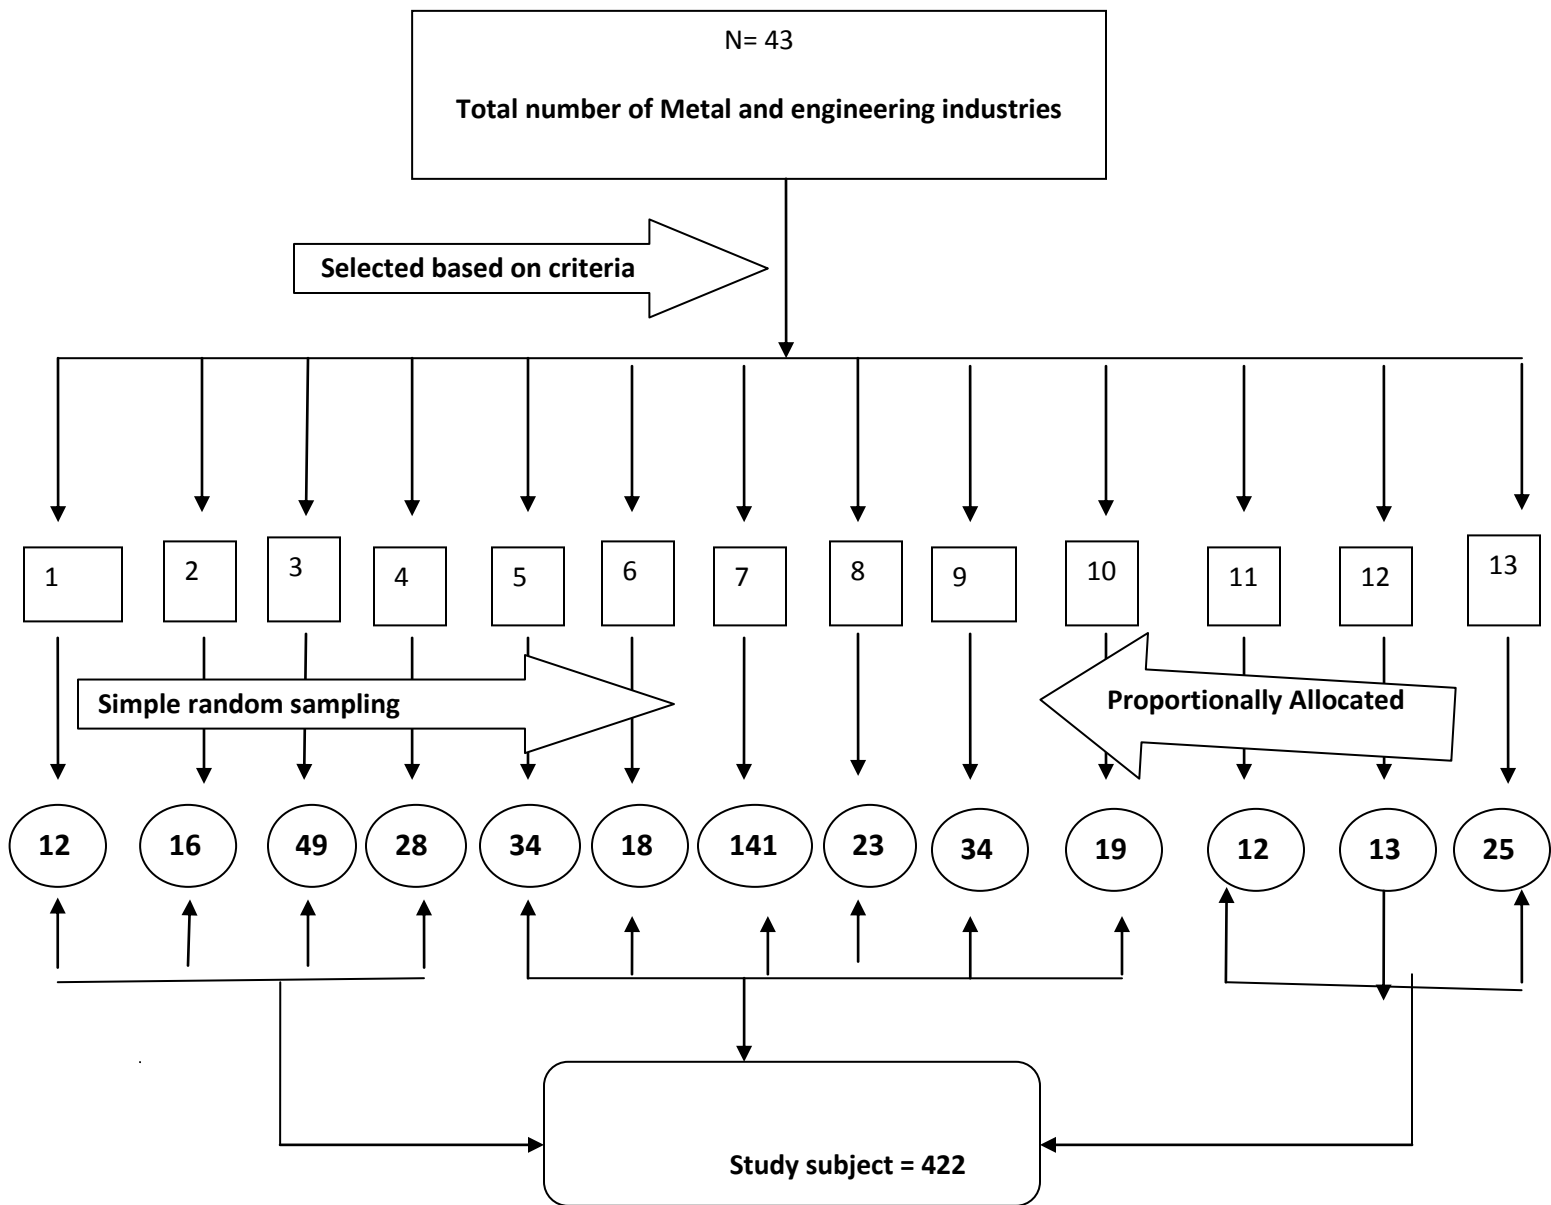 N= 43
Total number of Metal and engineering industries
Selected based on criteria
1 2 3 4 5 6 7 8 9 10 11 12 13
Simple random sampling
Proportionally Allocated
12 16 49 28 34 18 141 23 34 19 12 13 25
Study subject = 422